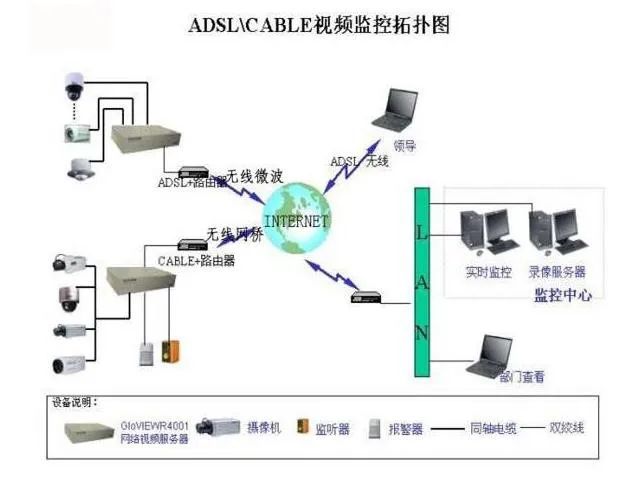 ADSL\CABLE视频监控拓扑图
领导
ADSL 无线
ADSL+路由器
无线微波
INTERNET
无线网桥
CABLE+路由器
LAN
实时监控
录像服务器
监控中心
部门查看
设备说明：
GloVIEWR4001
网络视频服务器
摄像机
监听器
报警器
同轴电缆
双绞线